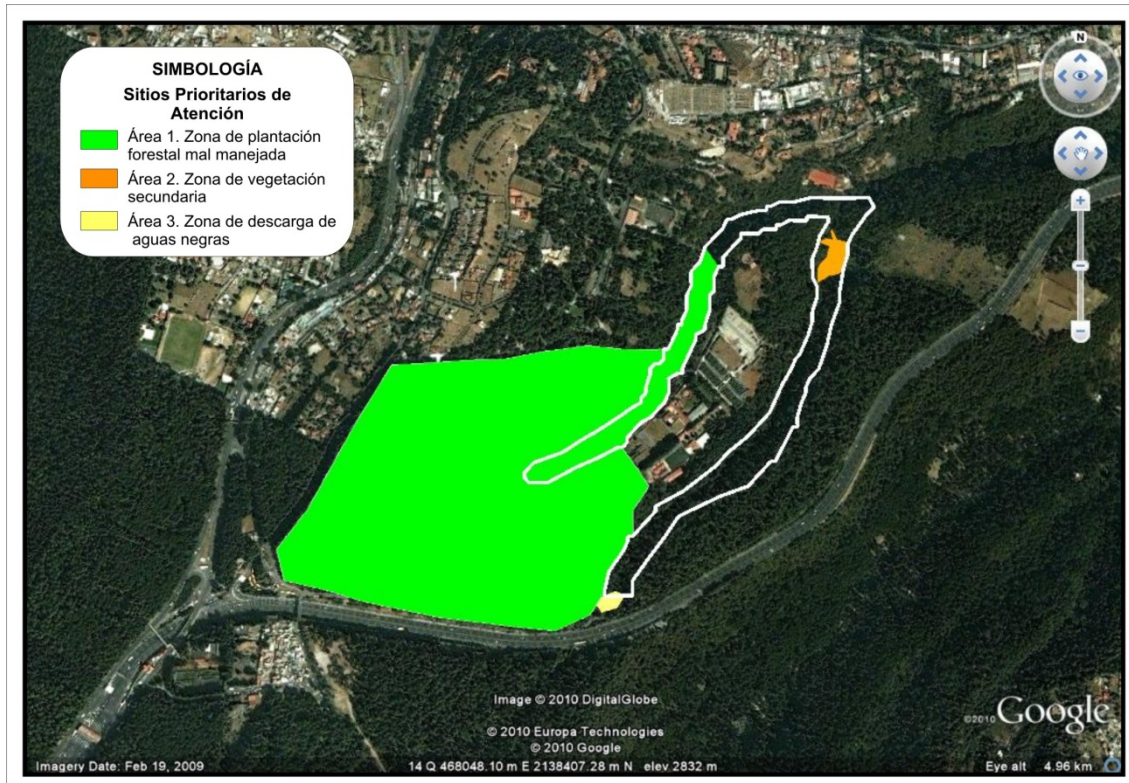 SIMBOLOGÍA
Sitios Prioritarios de
Atención
Área 1. Zona de plantación
forestal mal manejada
Área 2. Zona de vegetación
secundaria
Área 3. Zona de descarga de
aguas negras
N
Image © 2010 DigitalGlobe
© 2010 Europa Technologies
© 2010 Google
©2010 Google
Imagery Date: Feb 19, 2009
14 Q 468048.10 m E 2138407.28 m N elev 2832 m
Eye alt 4.96 km